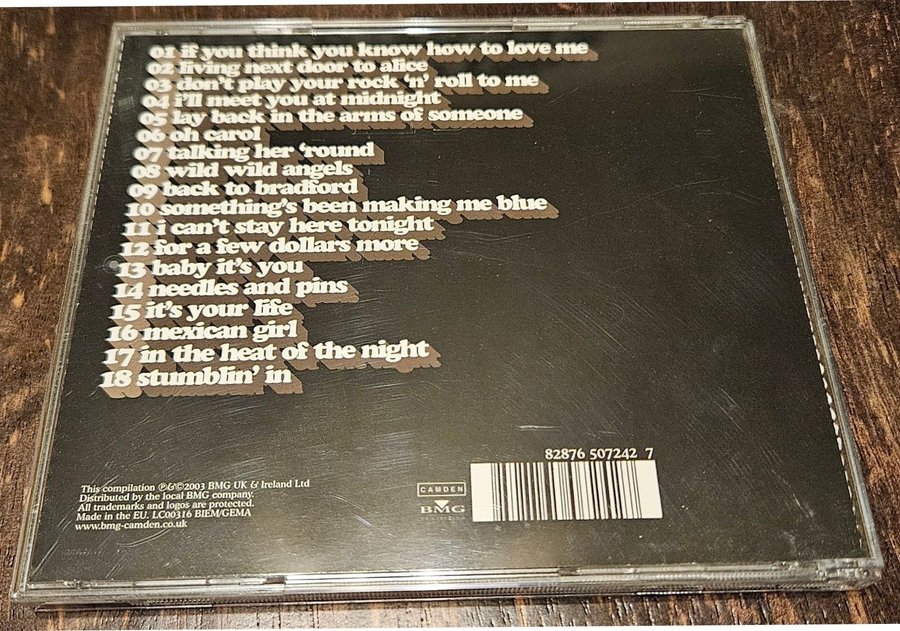 01 if you think you know how to love me
02 living next door to alice
03 don't play your rock 'n' roll to me
04 i'll meet you at midnight
05 lay back in the arms of someone
06 oh carol
07 talking her 'round
08 wild wild angels
09 back to bradford
10 something's been making me blue
11 i can't stay here tonight
12 for a few dollars more
13 baby it's you
14 needles and pins
15 it's your life
16 mexican girl
17 in the heat of the night
18 stumblin' in
82876 507242 7
CAMDEN
BMG
This compilation ℗&©2003 BMG UK & Ireland Ltd
Distributed by the local BMG company.
All trademarks and logos are protected.
Made in the EU. LC00316 BIEM/GEMA
www.bmg-camden.co.uk